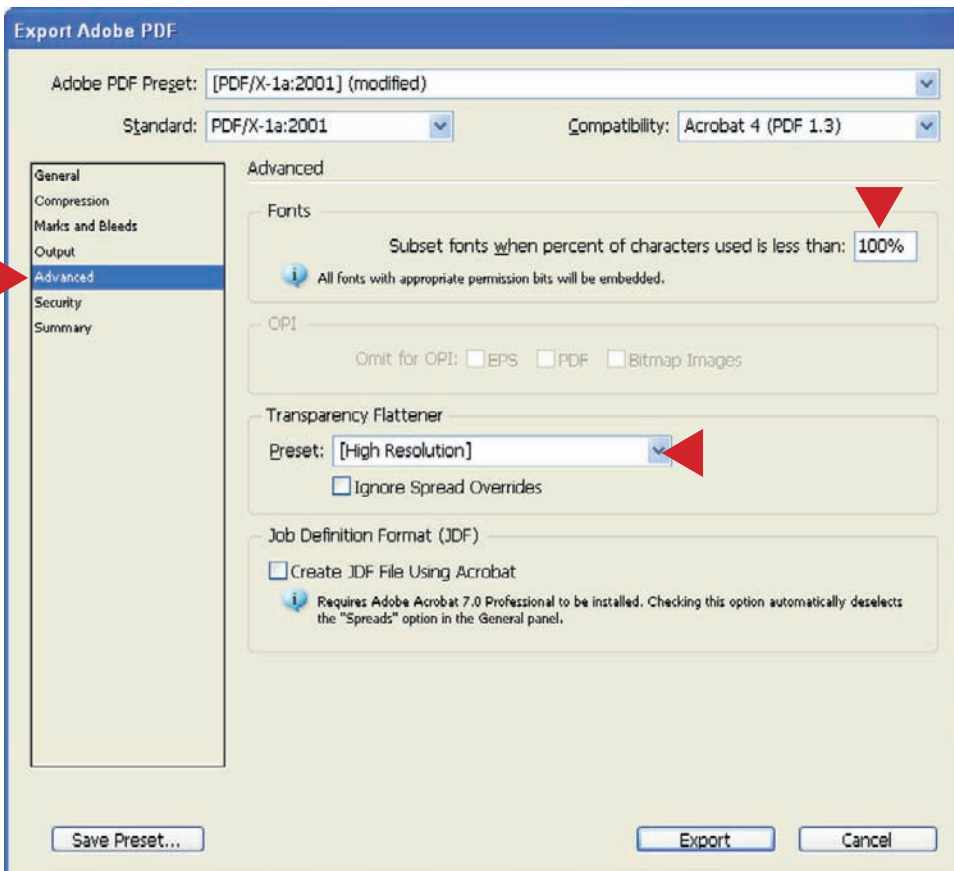 Export Adobe PDF
Adobe PDF Preset: [PDF/X-1a:2001] (modified)
Standard: PDF/X-1a:2001 Compatibility: Acrobat 4 (PDF 1.3)
General
Compression
Marks and Bleeds
Output
Advanced
Security
Summary
Advanced
Fonts
Subset fonts when percent of characters used is less than: 100%
All fonts with appropriate permission bits will be embedded.
OPI
Omit for OPI: EPS PDF Bitmap Images
Transparency Flattener
Preset: [High Resolution]
Ignore Spread Overrides
Job Definition Format (JDF)
Create JDF File Using Acrobat
Requires Adobe Acrobat 7.0 Professional to be installed. Checking this option automatically deselects
the "Spreads" option in the General panel.
Save Preset... Export Cancel